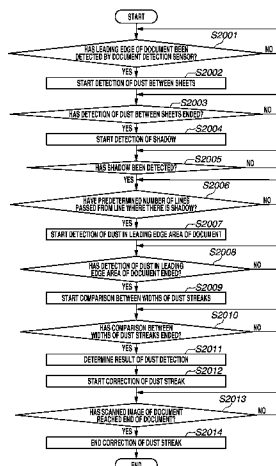 START
S2001
HAS LEADING EDGE OF DOCUMENT BEEN
DETECTED BY DOCUMENT DETECTION SENSOR?
NO
YES
S2002
START DETECTION OF DUST BETWEEN SHEETS
S2003
HAS DETECTION OF DUST BETWEEN SHEETS ENDED?
NO
YES
S2004
START DETECTION OF SHADOW
S2005
HAS SHADOW BEEN DETECTED?
NO
YES
S2006
HAVE PREDETERMINED NUMBER OF LINES
PASSED FROM LINE WHERE THERE IS SHADOW?
NO
YES
S2007
START DETECTION OF DUST IN LEADING EDGE AREA OF DOCUMENT
S2008
HAS DETECTION OF DUST IN LEADING
EDGE AREA OF DOCUMENT ENDED?
NO
YES
S2009
START COMPARISON BETWEEN WIDTHS OF DUST STREAKS
S2010
HAS COMPARISON BETWEEN
WIDTHS OF DUST STREAKS ENDED?
NO
YES
S2011
DETERMINE RESULT OF DUST DETECTION
S2012
START CORRECTION OF DUST STREAK
S2013
HAS SCANNED IMAGE OF DOCUMENT
REACHED END OF DOCUMENT?
NO
YES
S2014
END CORRECTION OF DUST STREAK
END